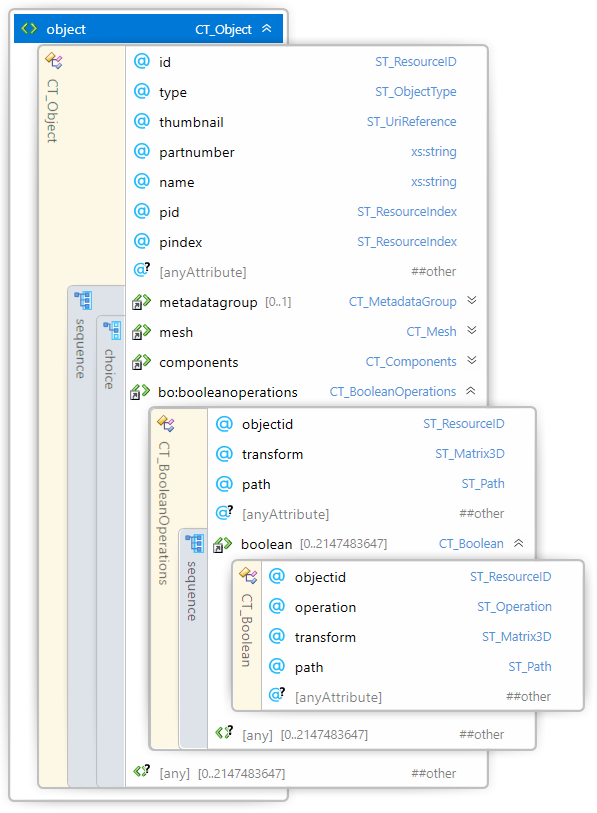 object CT_Object
CT_Object
id ST_ResourceID
type ST_ObjectType
thumbnail ST_UriReference
partnumber xs:string
name xs:string
pid ST_ResourceIndex
pindex ST_ResourceIndex
[anyAttribute] ##other
sequence
metadatagroup [0..1] CT_MetadataGroup
choice
mesh CT_Mesh
components CT_Components
bo:booleanoperations CT_BooleanOperations
CT_BooleanOperations
objectid ST_ResourceID
transform ST_Matrix3D
path ST_Path
[anyAttribute] ##other
sequence
boolean [0..2147483647] CT_Boolean
CT_Boolean
objectid ST_ResourceID
operation ST_Operation
transform ST_Matrix3D
path ST_Path
[anyAttribute] ##other
[any] [0..2147483647] ##other
[any] [0..2147483647] ##other